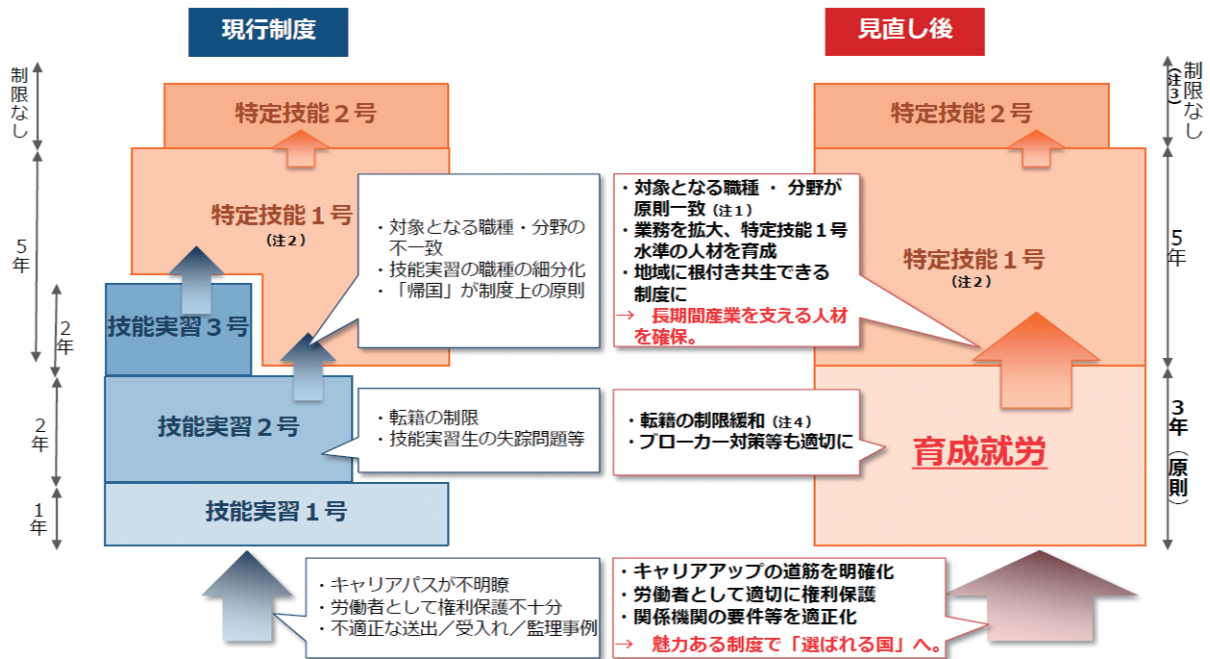 現行制度
制限なし
5年
2年
2年
1年
特定技能２号
特定技能１号
（注２）
技能実習３号
技能実習２号
技能実習１号
・対象となる職種・分野の
不一致
・技能実習の職種の細分化
・「帰国」が制度上の原則
・転籍の制限
・技能実習生の失踪問題等
・キャリアパスが不明瞭
・労働者として権利保護不十分
・不適正な送出／受入れ／監理事例
見直し後
制限なし
（注３）
5年
3年（原則）
特定技能２号
特定技能１号
（注２）
育成就労
・対象となる職種 ・ 分野が
原則一致（注１）
・業務を拡大、特定技能１号
水準の人材を育成
・地域に根付き共生できる
制度に
→　長期間産業を支える人材
を確保。
・転籍の制限緩和（注４）
・ブローカー対策等も適切に
・キャリアアップの道筋を明確化
・労働者として適切に権利保護
・関係機関の要件等を適正化
→　魅力ある制度で「選ばれる国」へ。